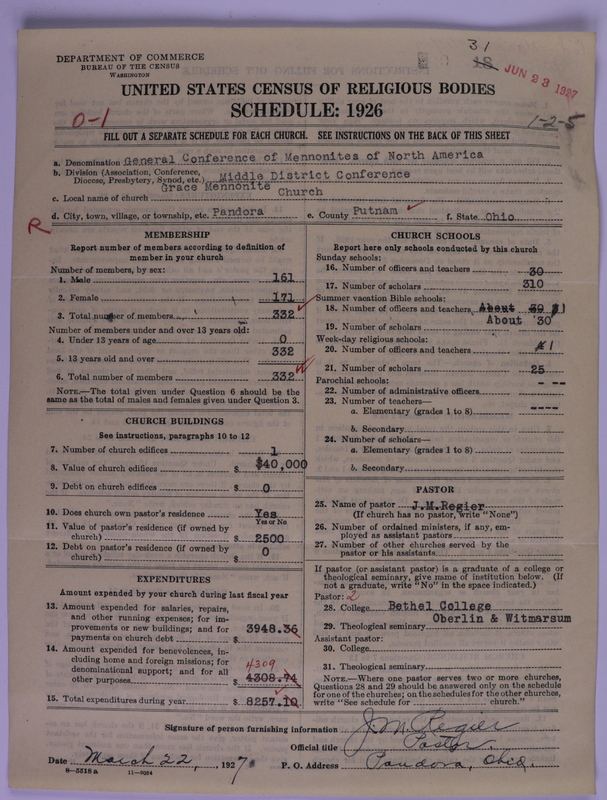 31
18
JUN 23 1927
DEPARTMENT OF COMMERCE
BUREAU OF THE CENSUS
WASHINGTON
UNITED STATES CENSUS OF RELIGIOUS BODIES
SCHEDULE: 1926
0-1
1-2-5
FILL OUT A SEPARATE SCHEDULE FOR EACH CHURCH. SEE INSTRUCTIONS ON THE BACK OF THIS SHEET
a. Denomination General Conference of Mennonites of North America
b. Division (Association, Conference,
Diocese, Presbytery, Synod, etc.) Middle District Conference
c. Local name of church Grace Mennonite Church
d. City, town, village, or township, etc. Pandora e. County Putnam f. State Ohio
R
MEMBERSHIP
Report number of members according to definition of
member in your church
Number of members, by sex:
1. Male 161
2. Female 171
3. Total number of members 332
Number of members under and over 13 years old:
4. Under 13 years of age 0
5. 13 years old and over 332
6. Total number of members 332
NOTE.—The total given under Question 6 should be the
same as the total of males and females given under Question 3.
CHURCH BUILDINGS
See instructions, paragraphs 10 to 12
7. Number of church edifices 1
8. Value of church edifices $ $40,000
9. Debt on church edifices $ 0
10. Does church own pastor's residence Yes
Yes or No
11. Value of pastor's residence (if owned by
church) $ 2500
12. Debt on pastor's residence (if owned by
church) $ 0
EXPENDITURES
Amount expended by your church during last fiscal year
13. Amount expended for salaries, repairs,
and other running expenses; for im-
provements or new buildings; and for
payments on church debt $ 3948.36
14. Amount expended for benevolences, in-
cluding home and foreign missions; for
denominational support; and for all
other purposes $ 4308.74
4309
15. Total expenditures during year $ 8257.10
CHURCH SCHOOLS
Report here only schools conducted by this church
Sunday schools:
16. Number of officers and teachers 30
17. Number of scholars 310
Summer vacation Bible schools:
18. Number of officers and teachers About 30 1
19. Number of scholars About 30
Week-day religious schools:
20. Number of officers and teachers 1
21. Number of scholars 25
Parochial schools:
22. Number of administrative officers - --
23. Number of teachers—
a. Elementary (grades 1 to 8) ----
b. Secondary
24. Number of scholars—
a. Elementary (grades 1 to 8)
b. Secondary
PASTOR
25. Name of pastor J.M.Regier
(If church has no pastor, write "None")
26. Number of ordained ministers, if any, em-
ployed as assistant pastors
27. Number of other churches served by the
pastor or his assistants
If pastor (or assistant pastor) is a graduate of a college or
theological seminary, give name of institution below. (If
not a graduate, write "No" in the space indicated.)
Pastor: 2
28. College Bethel College
29. Theological seminary Oberlin & Witmarsum
Assistant pastor:
30. College
31. Theological seminary
NOTE.—Where one pastor serves two or more churches,
Questions 28 and 29 should be answered only on the schedule
for one of the churches; on the schedules for the other churches,
write "See schedule for church."
Signature of person furnishing information J.M. Regier
Official title Pastor.
Date March 22, , 1927. P. O. Address Pandora, Ohio.
8-5318a 11-9024